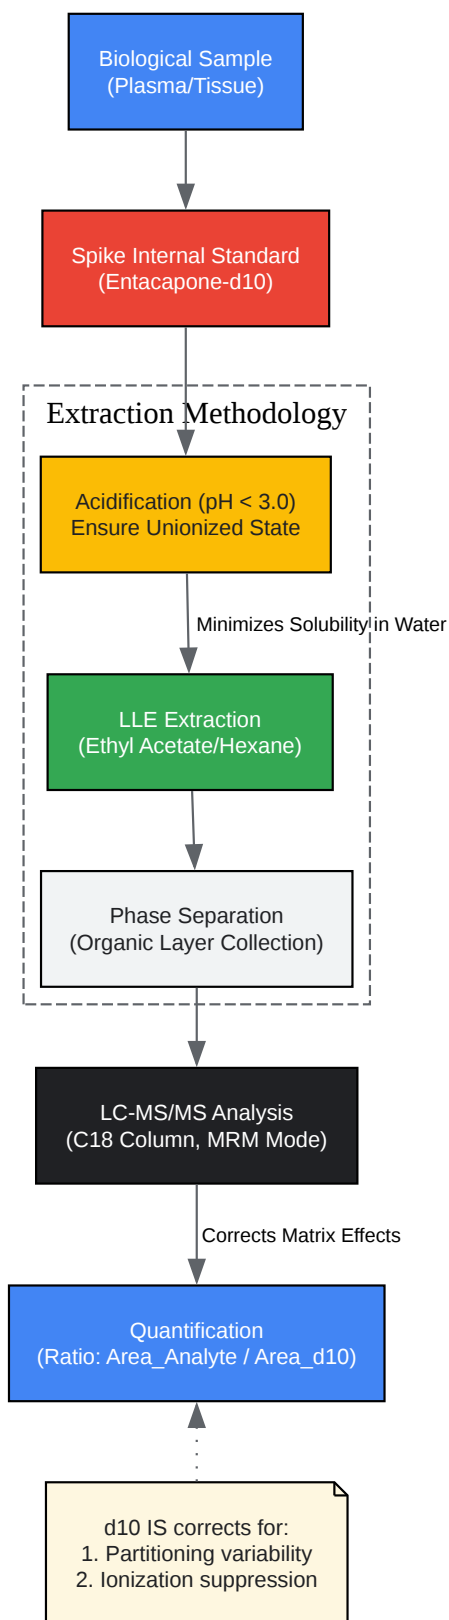 Biological Sample
(Plasma/Tissue)
Spike Internal Standard
(Entacapone-d10)
Extraction Methodology
Acidification (pH < 3.0)
Ensure Unionized State
Minimizes Solubility in Water
LLE Extraction
(Ethyl Acetate/Hexane)
Phase Separation
(Organic Layer Collection)
LC-MS/MS Analysis
(C18 Column, MRM Mode)
Corrects Matrix Effects
Quantification
(Ratio: Area_Analyte / Area_d10)
d10 IS corrects for:
1. Partitioning variability
2. Ionization suppression